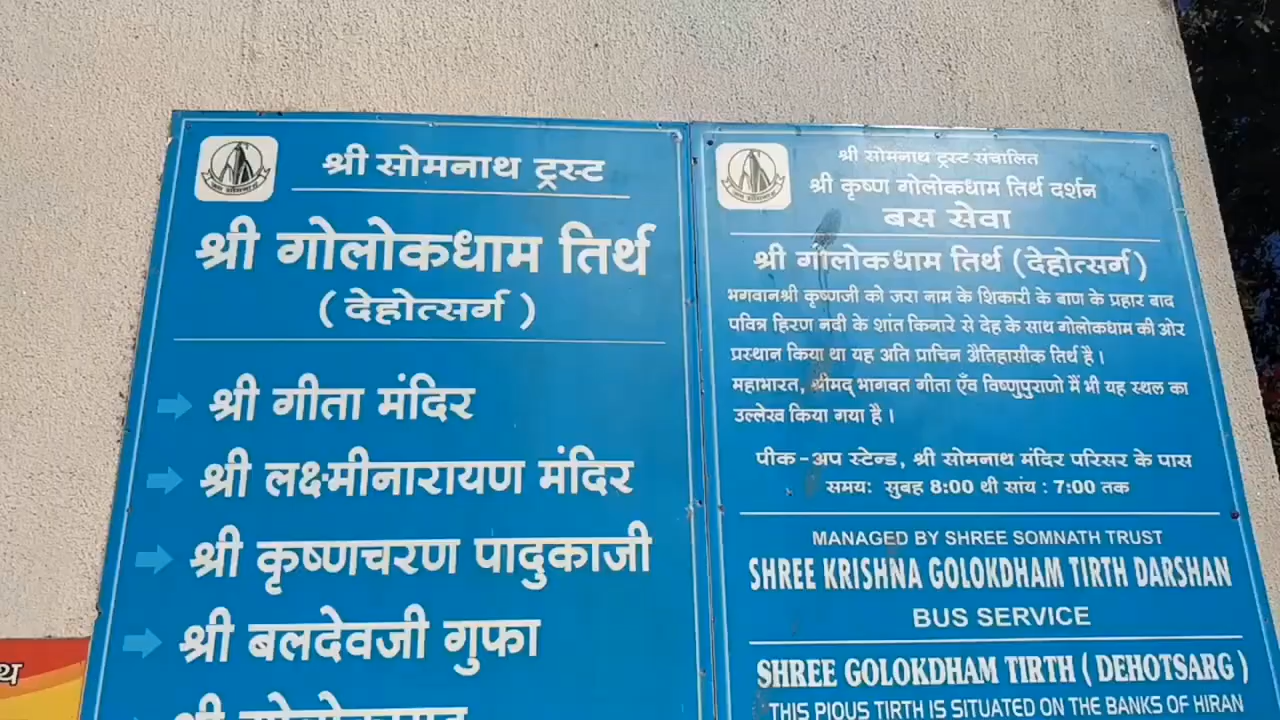 श्री सोमनाथ ट्रस्ट
श्री गोलोकधाम तिर्थ
( देहोत्सर्ग )
श्री गीता मंदिर
श्री लक्ष्मीनारायण मंदिर
श्री कृष्णचरण पादुकाजी
श्री बलदेवजी गुफा
श्री सोमनाथ ट्रस्ट संचालित
श्री कृष्ण गोलोकधाम तिर्थ दर्शन
बस सेवा
श्री गोलोकधाम तिर्थ (देहोत्सर्ग)
भगवानश्री कृष्णजी को जरा नाम के शिकारी के बाण के प्रहार बाद
पवित्र हिरण नदी के शांत किनारे से देह के साथ गोलोकधाम की ओर
प्रस्थान किया था यह अति प्राचिन अैतिहासीक तिर्थ है।
महाभारत, श्रीमद् भागवत गीता एँव विष्णुपुराणो मैं भी यह स्थल का
उल्लेख किया गया है।
पीक-अप स्टेन्ड, श्री सोमनाथ मंदिर परिसर के पास
समय: सुबह 8:00 थी सांय : 7:00 तक
MANAGED BY SHREE SOMNATH TRUST
SHREE KRISHNA GOLOKDHAM TIRTH DARSHAN
BUS SERVICE
SHREE GOLOKDHAM TIRTH ( DEHOTSARG )
THIS PIOUS TIRTH IS SITUATED ON THE BANKS OF HIRAN